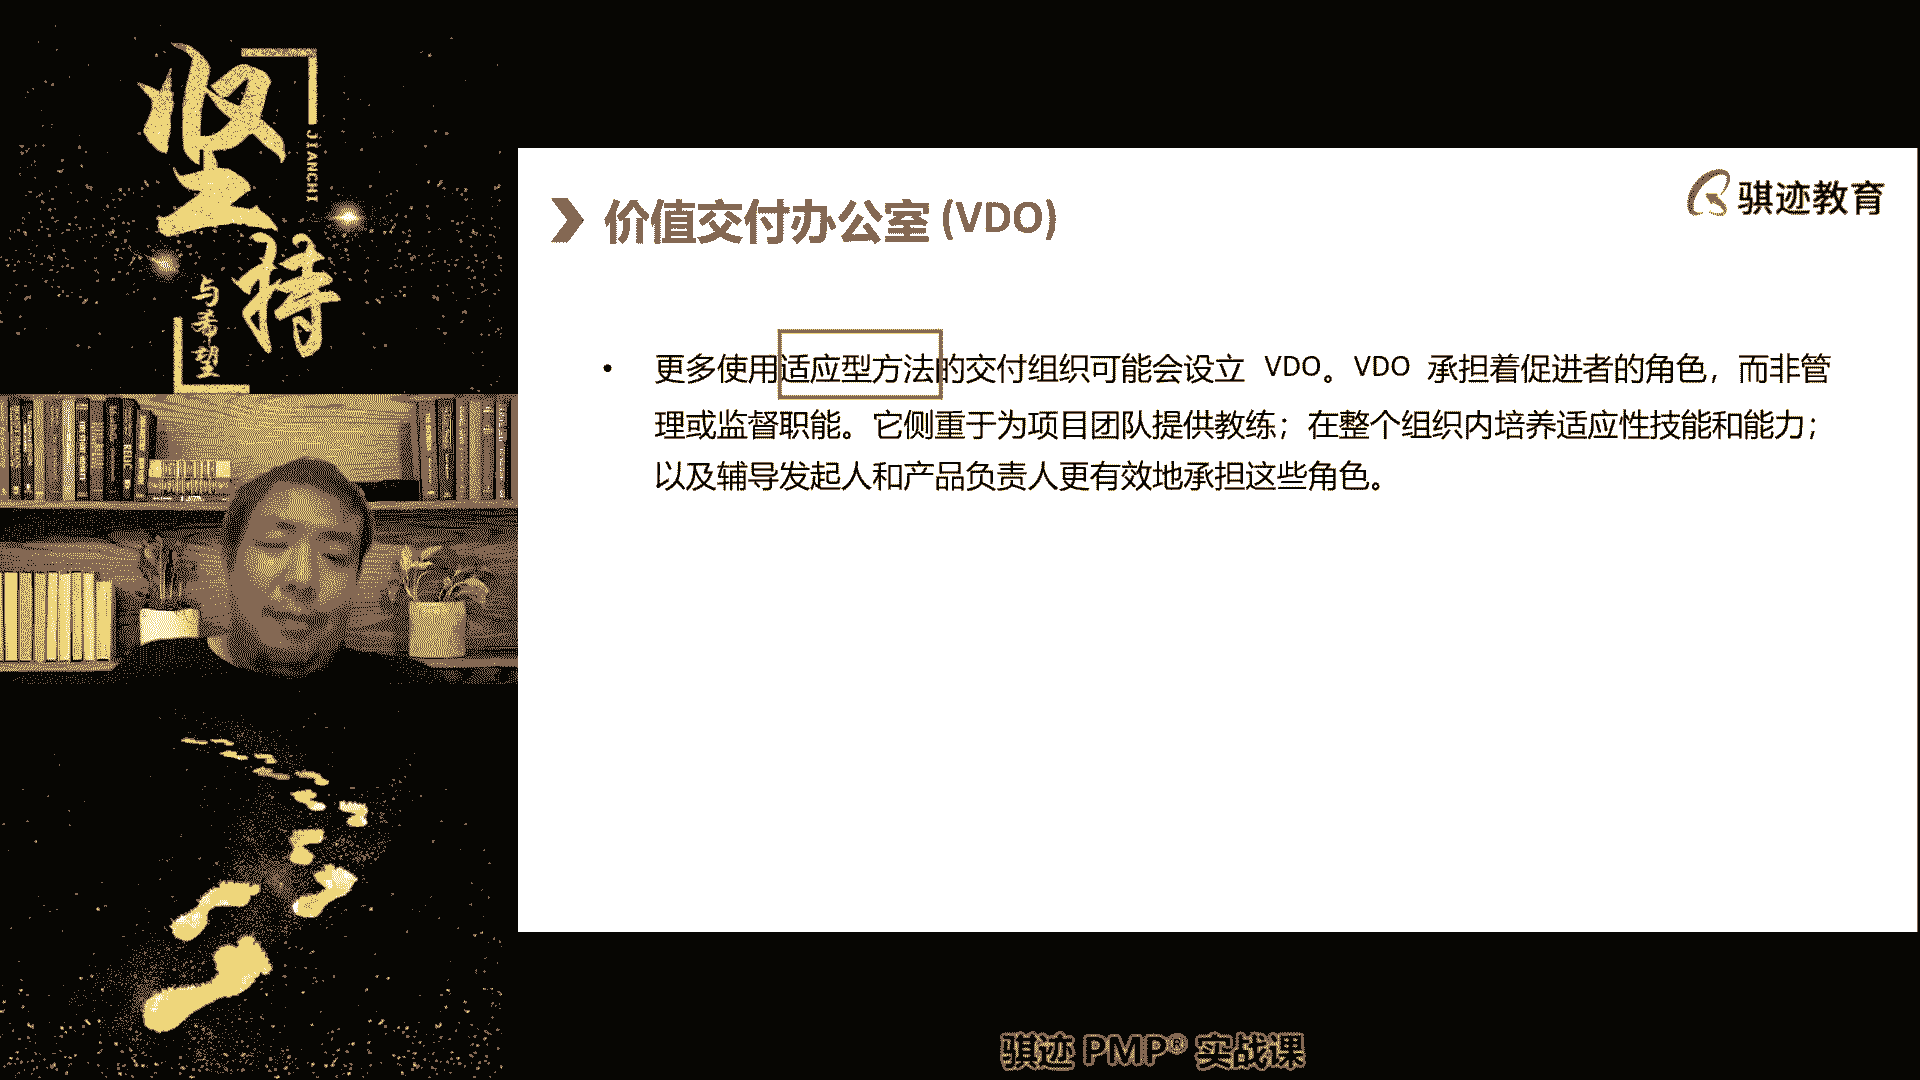 坚持
JIANCHI
与希望
骐迹教育
价值交付办公室 (VDO)
• 更多使用适应型方法的交付组织可能会设立 VDO。VDO 承担着促进者的角色，而非管
理或监督职能。它侧重于为项目团队提供教练；在整个组织内培养适应性技能和能力；
以及辅导发起人和产品负责人更有效地承担这些角色。
骐迹 PMP® 实战课